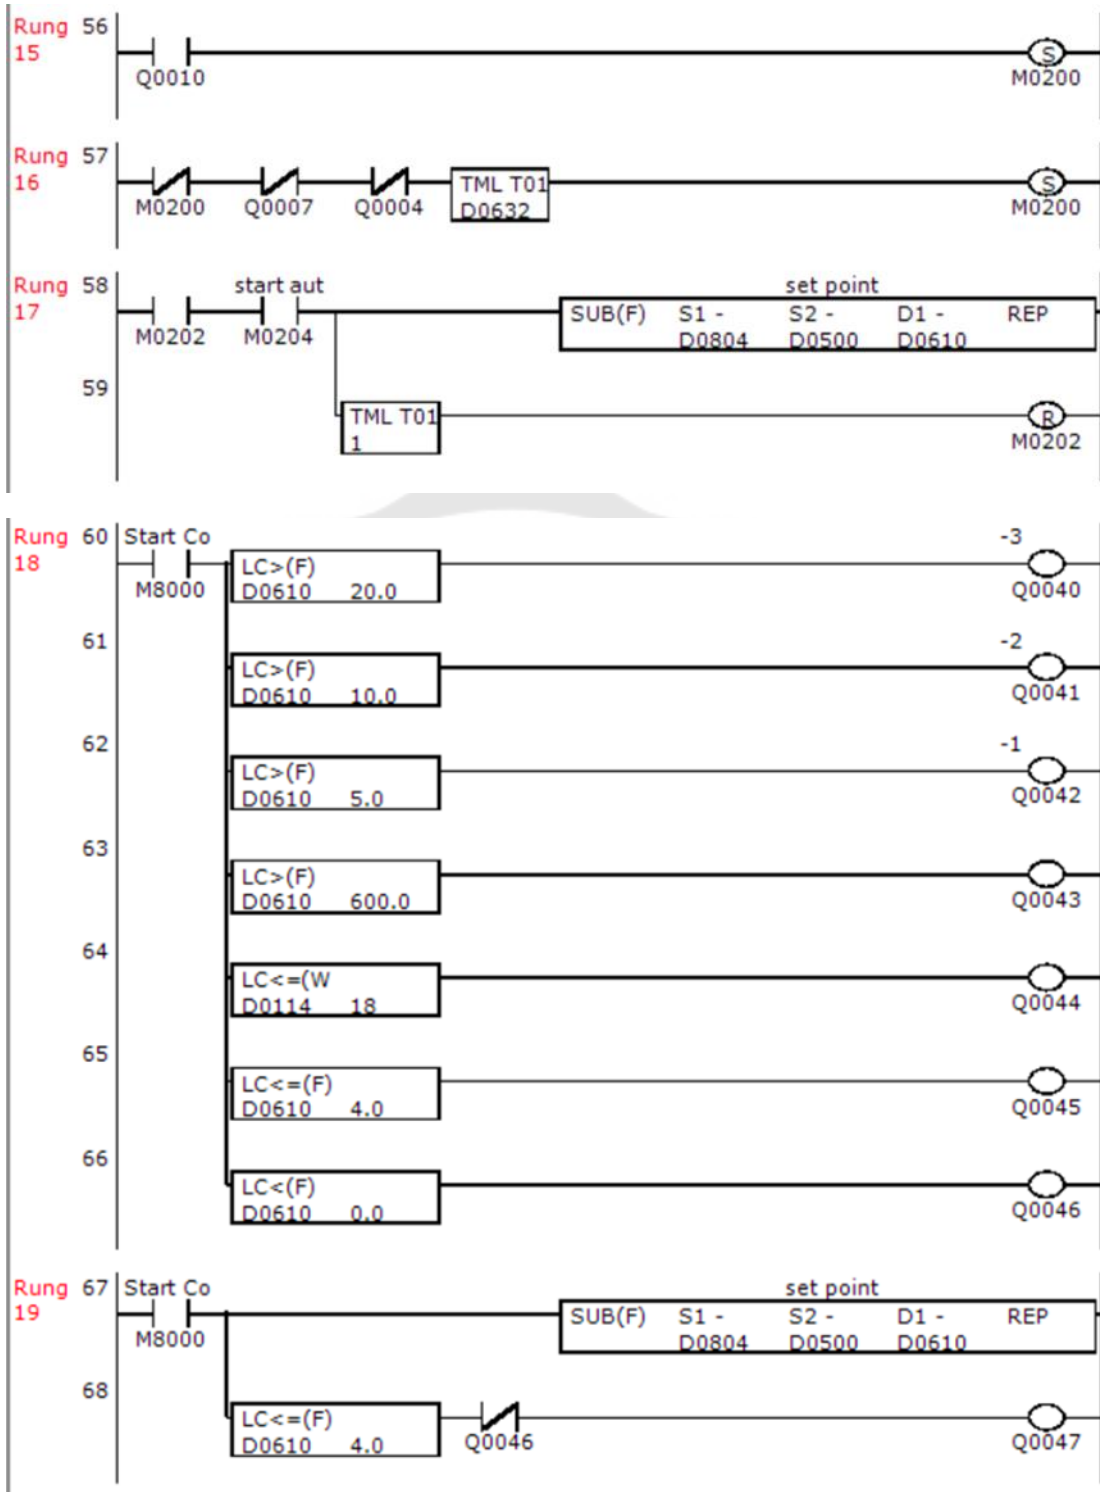 Rung 56
15
Q0010
S
M0200
Rung 57
16
M0200 Q0007 Q0004
TML T01
D0632
S
M0200
Rung 58
17
start aut
M0202 M0204
set point
SUB(F) S1 - S2 - D1 - REP
D0804 D0500 D0610
59
TML T01
1
R
M0202
Rung 60 Start Co
18
M8000
LC>(F)
D0610 20.0
-3
Q0040
61
LC>(F)
D0610 10.0
-2
Q0041
62
LC>(F)
D0610 5.0
-1
Q0042
63
LC>(F)
D0610 600.0
Q0043
64
LC<=(W
D0114 18
Q0044
65
LC<=(F)
D0610 4.0
Q0045
66
LC<(F)
D0610 0.0
Q0046
Rung 67 Start Co
19
M8000
set point
SUB(F) S1 - S2 - D1 - REP
D0804 D0500 D0610
68
LC<=(F)
D0610 4.0
Q0046
Q0047